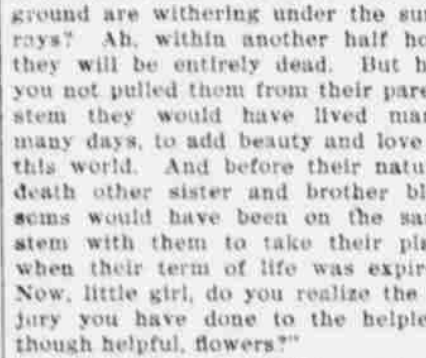 ground are withering under the su
rays? Ah, within another half ho
they will be entirely dead. But h
you not pulled them from their pare
stem they would have lived ma
many days, to add beauty and love
this world. And before their natu
death other sister and brother bl
soms would have been on the sa
stem with them to take their pla
when their term of life was expir
Now, little girl, do you realize the
jury you have done to the helple
though helpful, flowers?"